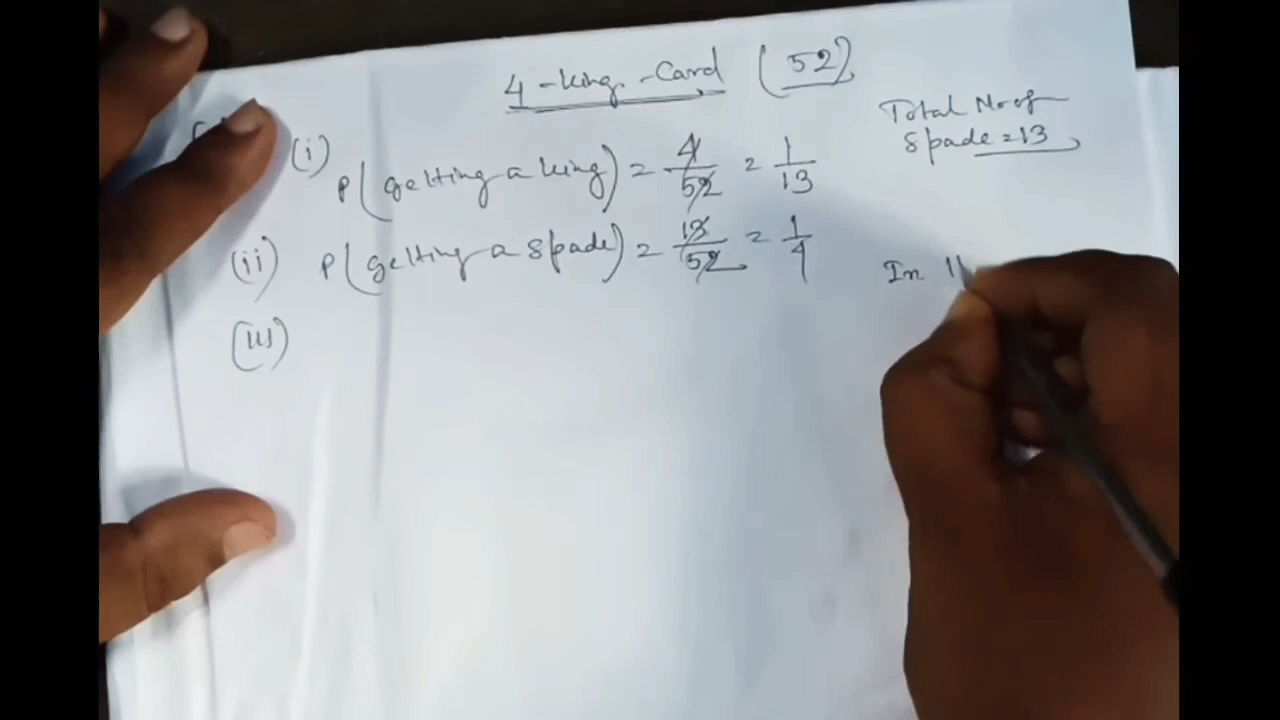 4-King-Card (52)
Total No of
Spade = 13
(i) P(getting a king) = 4/52 = 1/13
(ii) P(getting a spade) = 13/52 = 1/4
In
(iii)